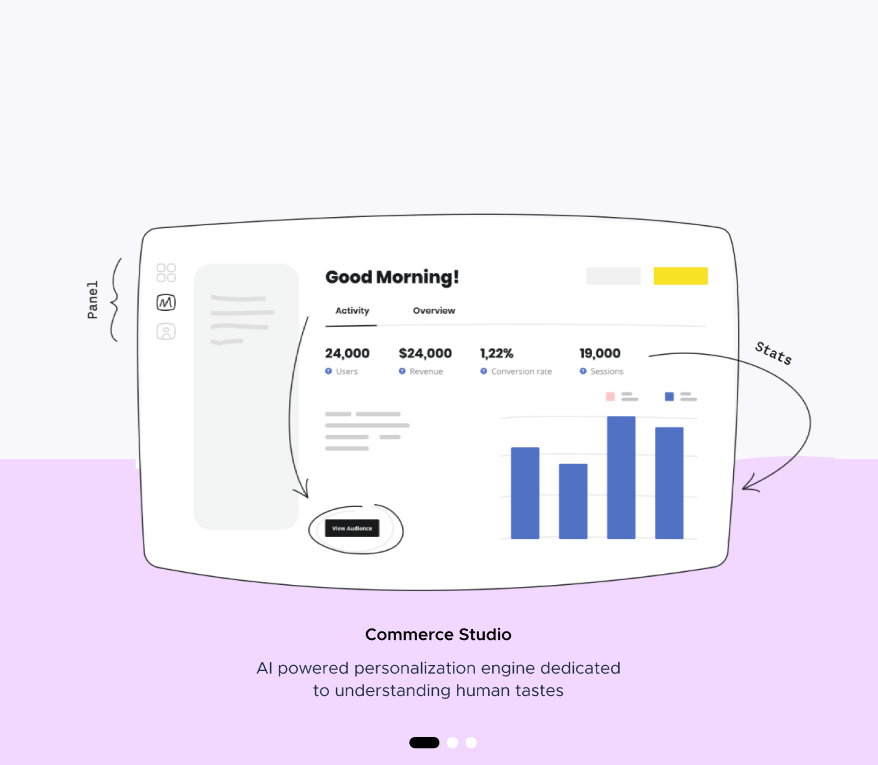 Panel
Good Morning!
Activity Overview
24,000 $24,000 1,22% 19,000
Users Revenue Conversion rate Sessions
Stats
View Audience
Commerce Studio
AI powered personalization engine dedicated
to understanding human tastes